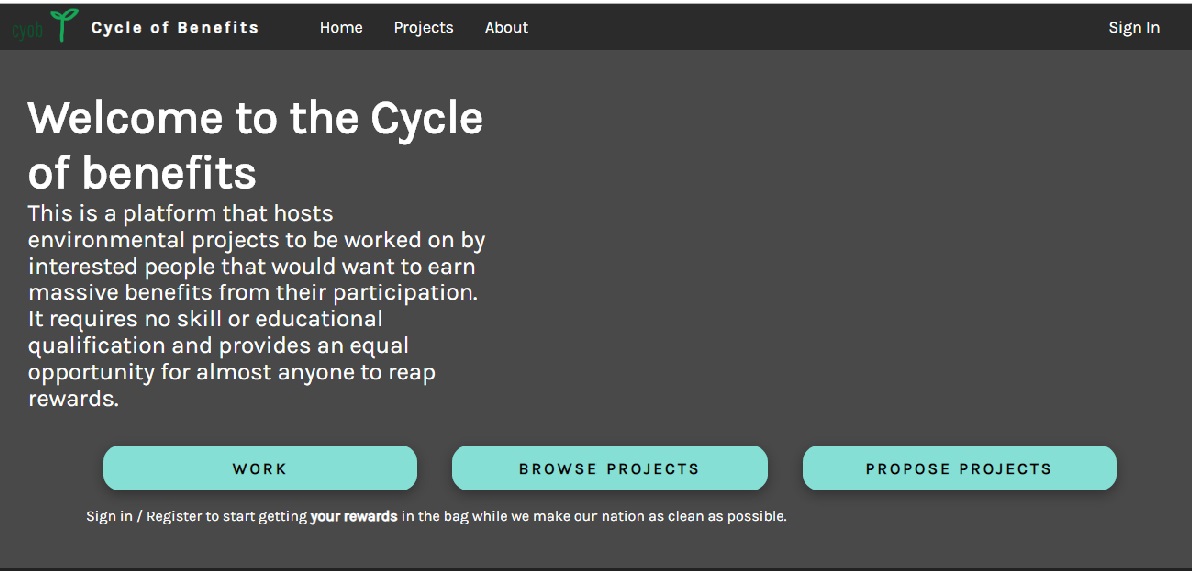 cyob
Cycle of Benefits
Home
Projects
About
Sign In
Welcome to the Cycle
of benefits
This is a platform that hosts
environmental projects to be worked on by
interested people that would want to earn
massive benefits from their participation.
It requires no skill or educational
qualification and provides an equal
opportunity for almost anyone to reap
rewards.
WORK
BROWSE PROJECTS
PROPOSE PROJECTS
Sign in / Register to start getting your rewards in the bag while we make our nation as clean as possible.